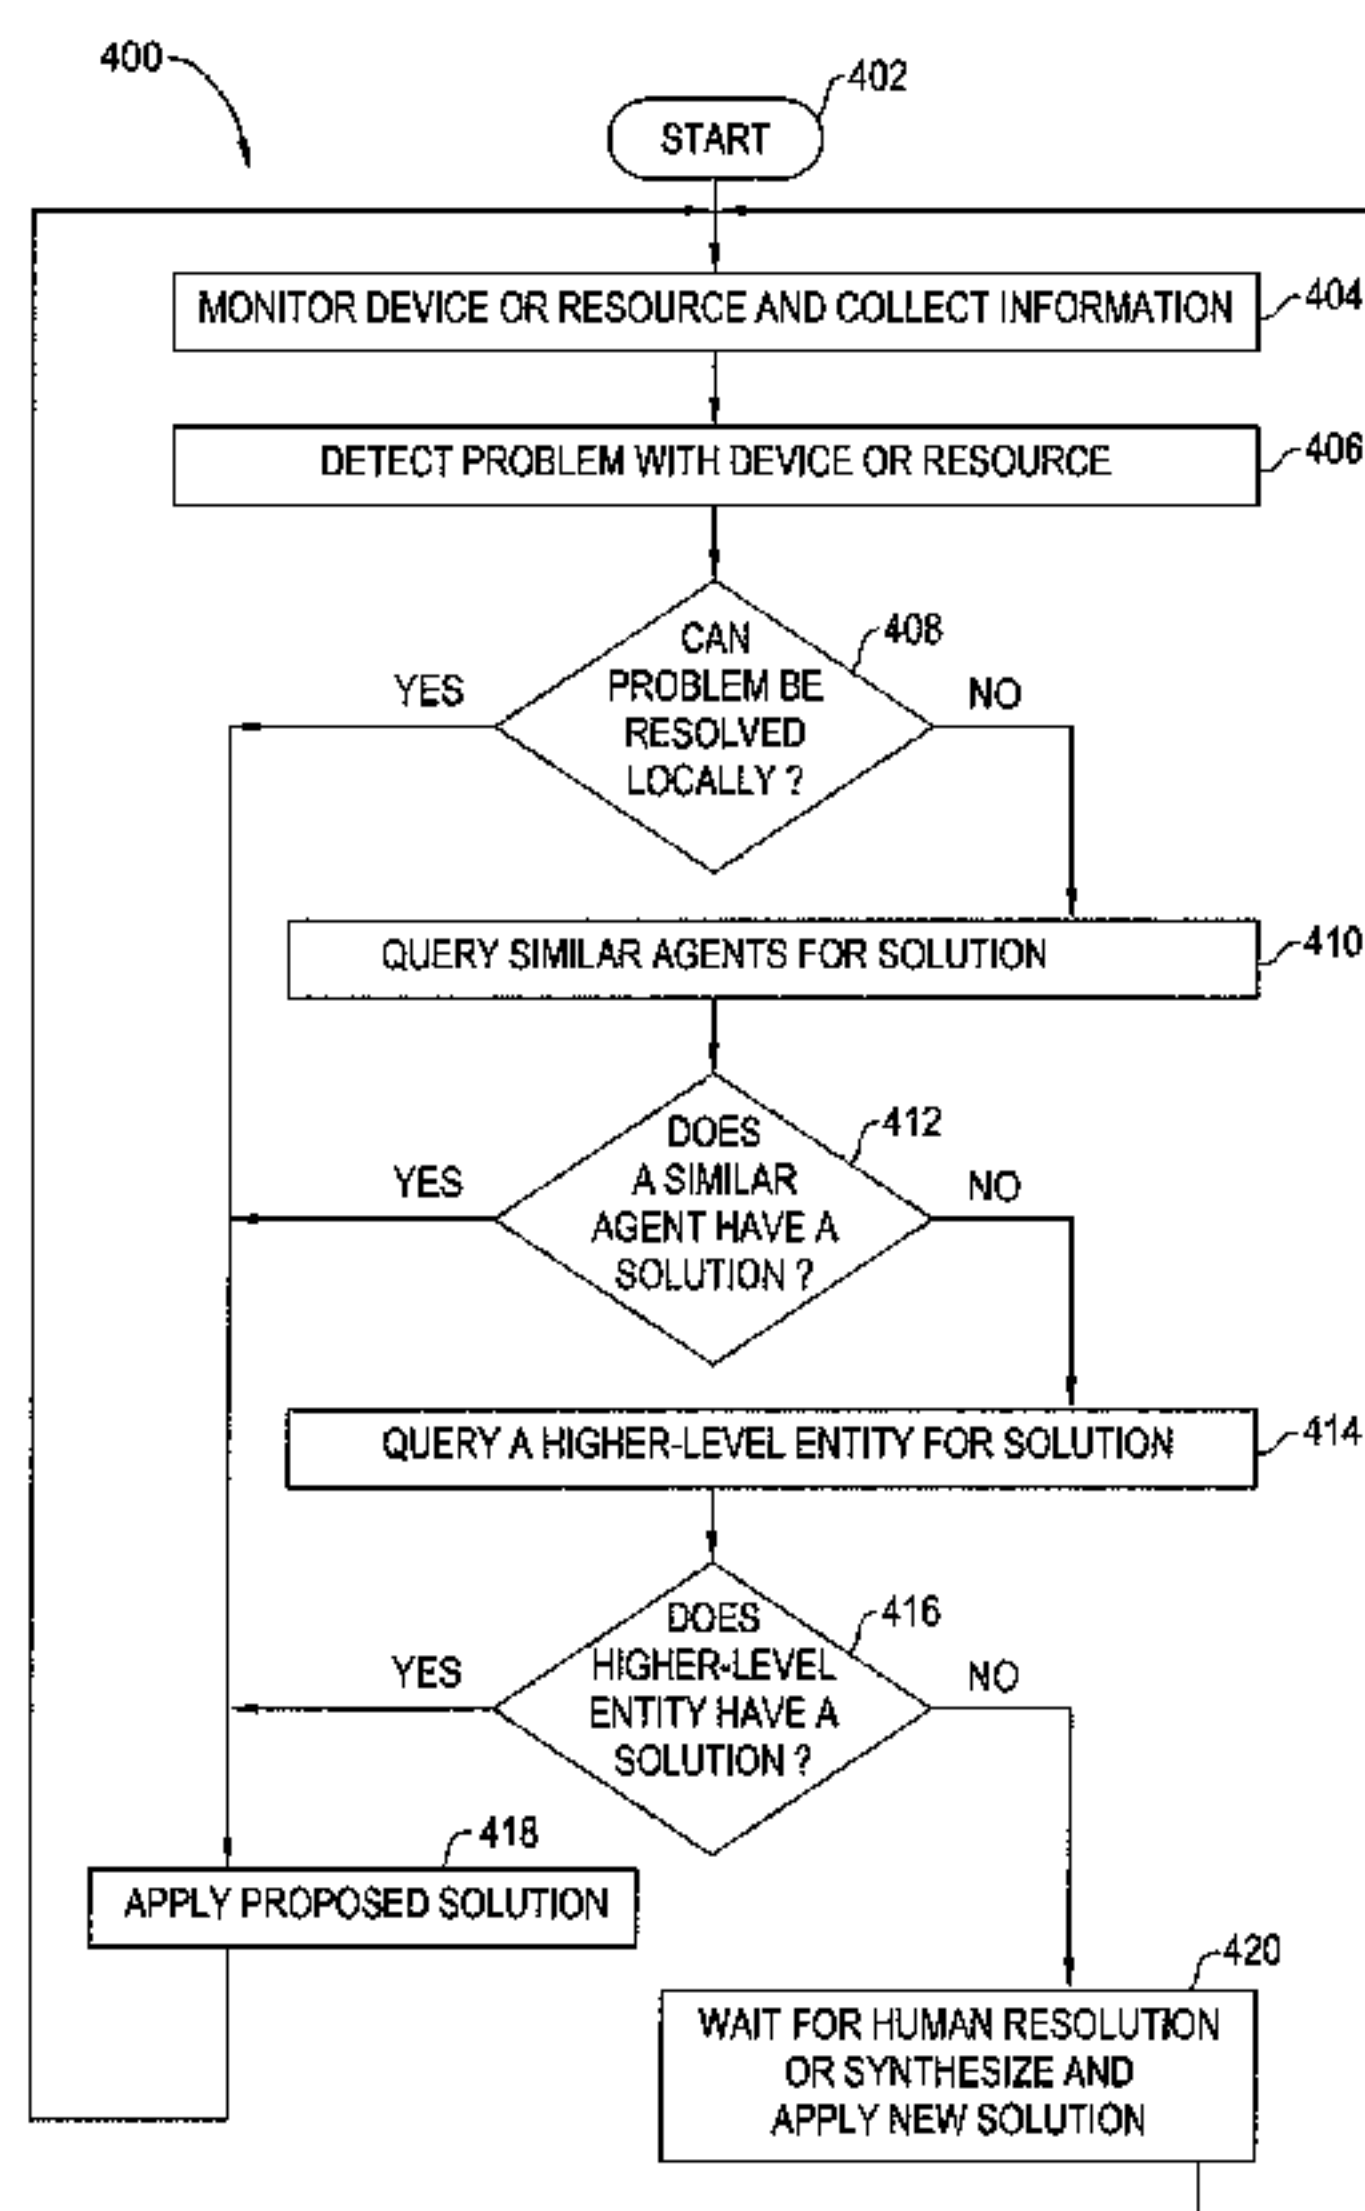 400
402
START
MONITOR DEVICE OR RESOURCE AND COLLECT INFORMATION
404
DETECT PROBLEM WITH DEVICE OR RESOURCE
406
CAN
PROBLEM BE
RESOLVED
LOCALLY ?
408
YES
NO
QUERY SIMILAR AGENTS FOR SOLUTION
410
DOES
A SIMILAR
AGENT HAVE A
SOLUTION ?
412
YES
NO
QUERY A HIGHER-LEVEL ENTITY FOR SOLUTION
414
DOES
HIGHER-LEVEL
ENTITY HAVE A
SOLUTION ?
416
YES
NO
418
APPLY PROPOSED SOLUTION
420
WAIT FOR HUMAN RESOLUTION
OR SYNTHESIZE AND
APPLY NEW SOLUTION